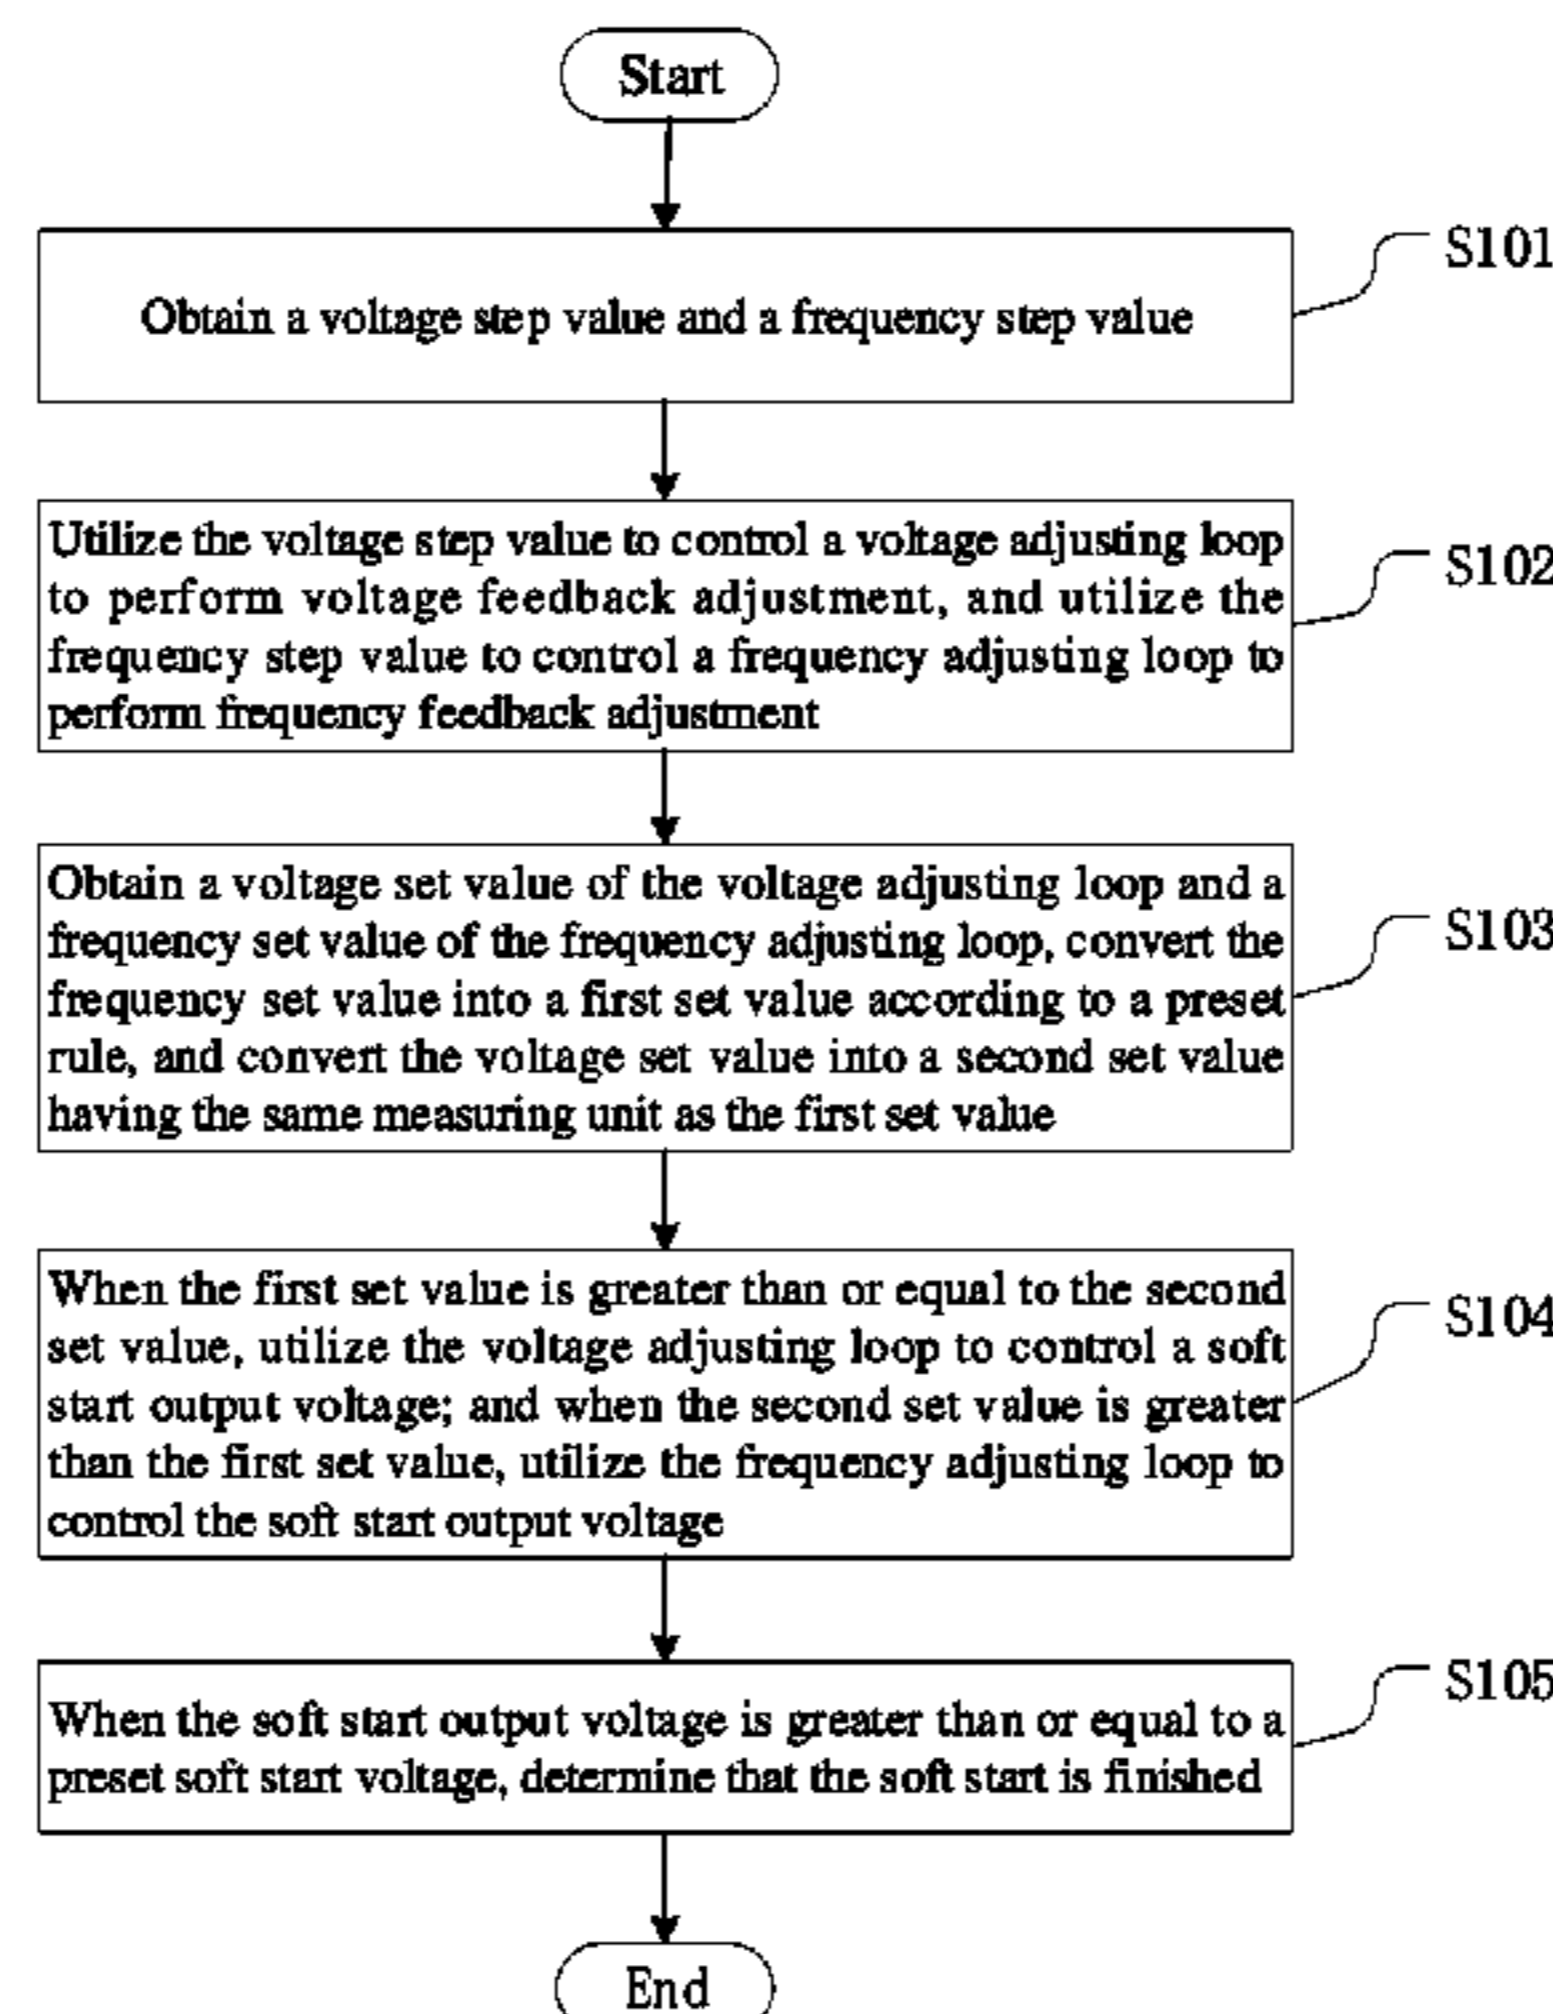 Start
S101
Obtain a voltage step value and a frequency step value
S102
Utilize the voltage step value to control a voltage adjusting loop
to perform voltage feedback adjustment, and utilize the
frequency step value to control a frequency adjusting loop to
perform frequency feedback adjustment
S103
Obtain a voltage set value of the voltage adjusting loop and a
frequency set value of the frequency adjusting loop, convert the
frequency set value into a first set value according to a preset
rule, and convert the voltage set value into a second set value
having the same measuring unit as the first set value
S104
When the first set value is greater than or equal to the second
set value, utilize the voltage adjusting loop to control a soft
start output voltage; and when the second set value is greater
than the first set value, utilize the frequency adjusting loop to
control the soft start output voltage
S105
When the soft start output voltage is greater than or equal to a
preset soft start voltage, determine that the soft start is finished
End